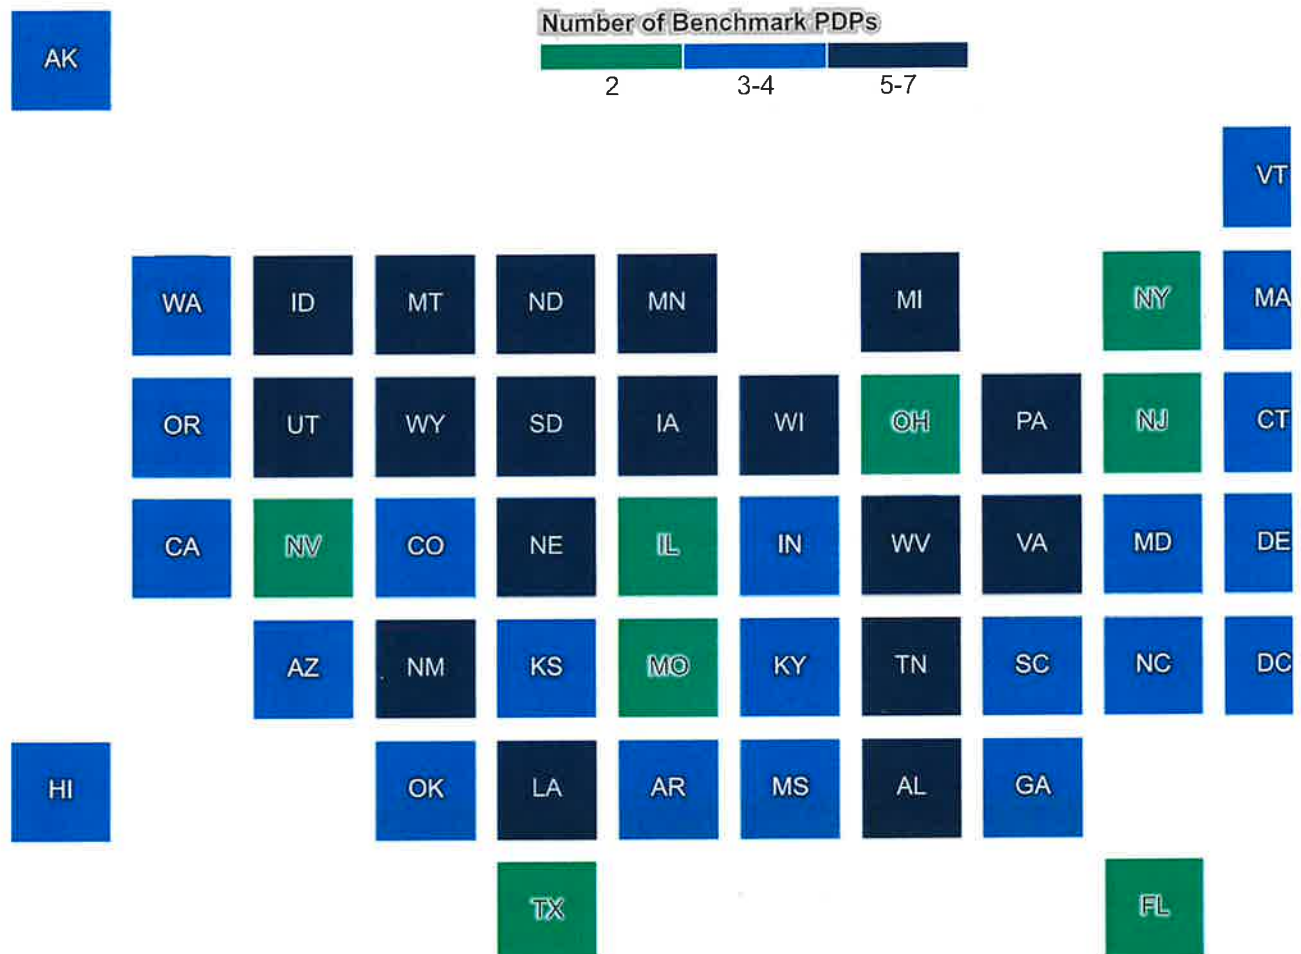 Number of Benchmark PDPs
2 3-4 5-7
AK
VT
WA ID MT ND MN MI NY MA
OR UT WY SD IA WI OH PA NJ CT
CA NV CO NE IL IN WV VA MD DE
AZ NM KS MO KY TN SC NC DC
HI OK LA AR MS AL GA
TX FL